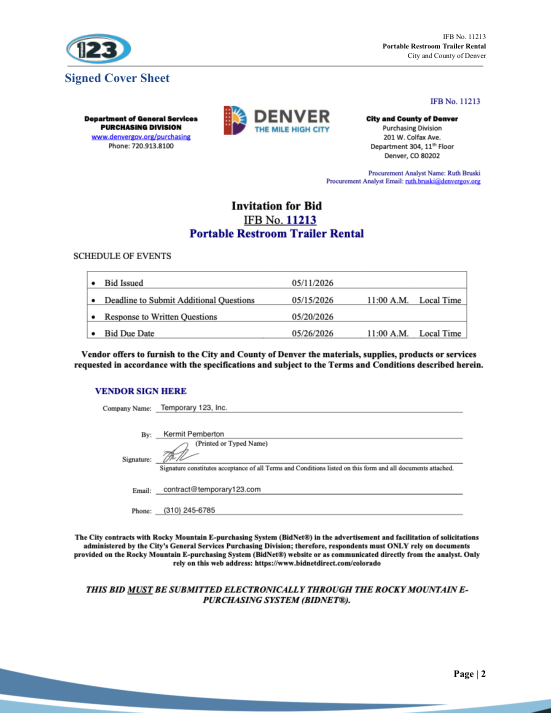 123
IFB No. 11213
Portable Restroom Trailer Rental
City and County of Denver
Signed Cover Sheet
IFB No. 11213
Department of General Services
PURCHASING DIVISION
www.denvergov.org/purchasing
Phone: 720.913.8100
DENVER
THE MILE HIGH CITY
City and County of Denver
Purchasing Division
201 W. Colfax Ave.
Department 304, 11th Floor
Denver, CO 80202
Procurement Analyst Name: Ruth Bruski
Procurement Analyst Email: ruth.bruski@denvergov.org
Invitation for Bid
IFB No. 11213
Portable Restroom Trailer Rental
SCHEDULE OF EVENTS
• Bid Issued 05/11/2026
• Deadline to Submit Additional Questions 05/15/2026 11:00 A.M. Local Time
• Response to Written Questions 05/20/2026
• Bid Due Date 05/26/2026 11:00 A.M. Local Time
Vendor offers to furnish to the City and County of Denver the materials, supplies, products or services
requested in accordance with the specifications and subject to the Terms and Conditions described herein.
VENDOR SIGN HERE
Company Name: Temporary 123, Inc.
By: Kermit Pemberton
(Printed or Typed Name)
Signature:
Signature constitutes acceptance of all Terms and Conditions listed on this form and all documents attached.
Email: contract@temporary123.com
Phone: (310) 245-6785
The City contracts with Rocky Mountain E-purchasing System (BidNet®) in the advertisement and facilitation of solicitations
administered by the City's General Services Purchasing Division; therefore, respondents must ONLY rely on documents
provided on the Rocky Mountain E-purchasing System (BidNet®) website or as communicated directly from the analyst. Only
rely on this web address: https://www.bidnetdirect.com/colorado
THIS BID MUST BE SUBMITTED ELECTRONICALLY THROUGH THE ROCKY MOUNTAIN E-
PURCHASING SYSTEM (BIDNET®).
Page | 2